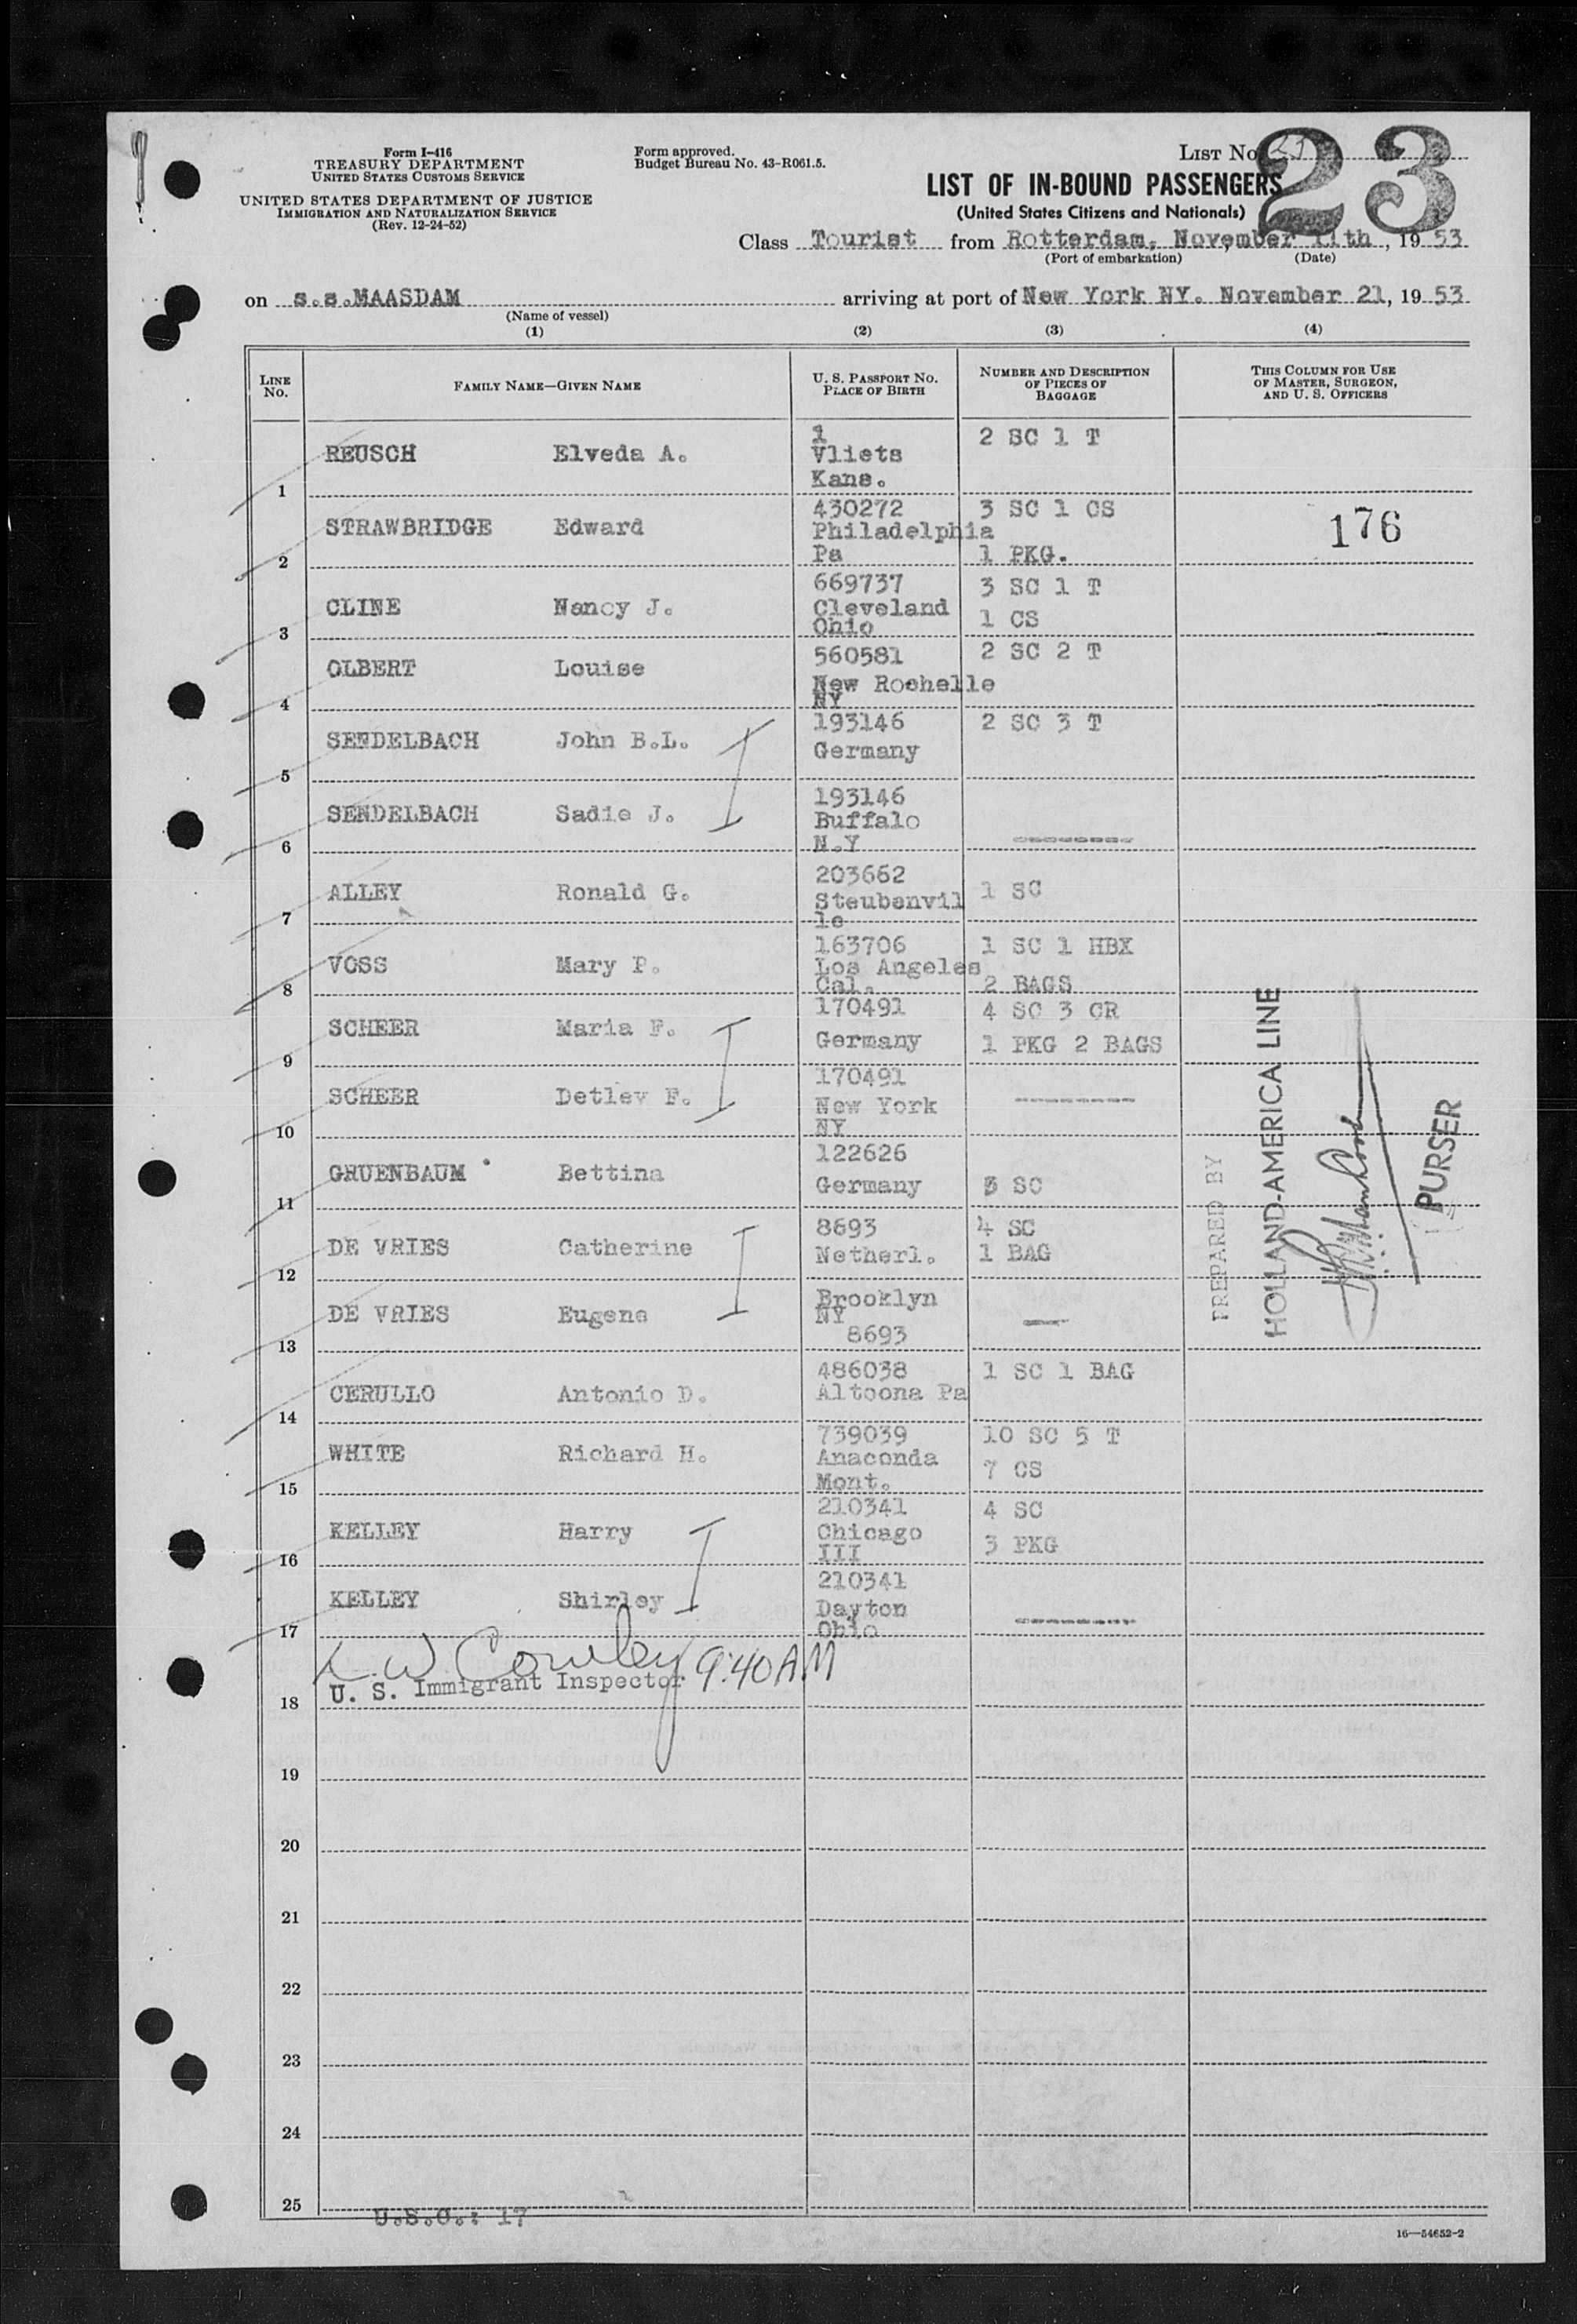 Form I-416
TREASURY DEPARTMENT
UNITED STATES CUSTOMS SERVICE
UNITED STATES DEPARTMENT OF JUSTICE
IMMIGRATION AND NATURALIZATION SERVICE
(Rev. 12-24-52)
Form approved.
Budget Bureau No. 43-R061.5.
LIST No. 23
23
LIST OF IN-BOUND PASSENGERS
(United States Citizens and Nationals)
Class Tourist from Rotterdam, November 11th, 19 53
(Port of embarkation) (Date)
on s.s.MAASDAM arriving at port of New York NY. November 21, 19 53
(Name of vessel)
(1) (2) (3) (4)
LINE No. FAMILY NAME—GIVEN NAME U. S. PASSPORT No. PLACE OF BIRTH NUMBER AND DESCRIPTION OF PIECES OF BAGGAGE THIS COLUMN FOR USE OF MASTER, SURGEON, AND U. S. OFFICERS
1 REUSCH Elveda A. 1 Vliets Kans. 2 SC 1 T
2 STRAWBRIDGE Edward 430272 Philadelphia Pa 3 SC 1 CS 1 PKG. 176
3 CLINE Nancy J. 669737 Cleveland Ohio 3 SC 1 T 1 CS
4 OLBERT Louise 560581 New Rochelle NY 2 SC 2 T
5 SENDELBACH John B.L. 193146 Germany 2 SC 3 T
6 SENDELBACH Sadie J. 193146 Buffalo N.Y ---------
7 ALLEY Ronald G. 203662 Steubenvil le 1 SC
8 VOSS Mary P. 163706 Los Angeles Cal. 1 SC 1 HBX 2 BAGS
9 SCHEER Maria F. 170491 Germany 4 SC 3 CR 1 PKG 2 BAGS
10 SCHEER Detlev F. 170491 New York NY ---------
11 GRUENBAUM Bettina 122626 Germany 3 SC
12 DE VRIES Catherine 8693 Netherl. 4 SC 1 BAG
13 DE VRIES Eugene Brooklyn NY 8693 ---
14 CERULLO Antonio D. 486038 Altoona Pa 1 SC 1 BAG
15 WHITE Richard H. 739039 Anaconda Mont. 10 SC 5 T 7 CS
16 KELLEY Harry 210341 Chicago III 4 SC 3 PKG
17 KELLEY Shirley 210341 Dayton Ohio ---------
PREPARED BY
HOLLAND-AMERICA LINE
PURSER
9:40 AM
18 U. S. Immigrant Inspector
19
20
21
22
23
24
25
U.S.C.: 17
16—54652-2